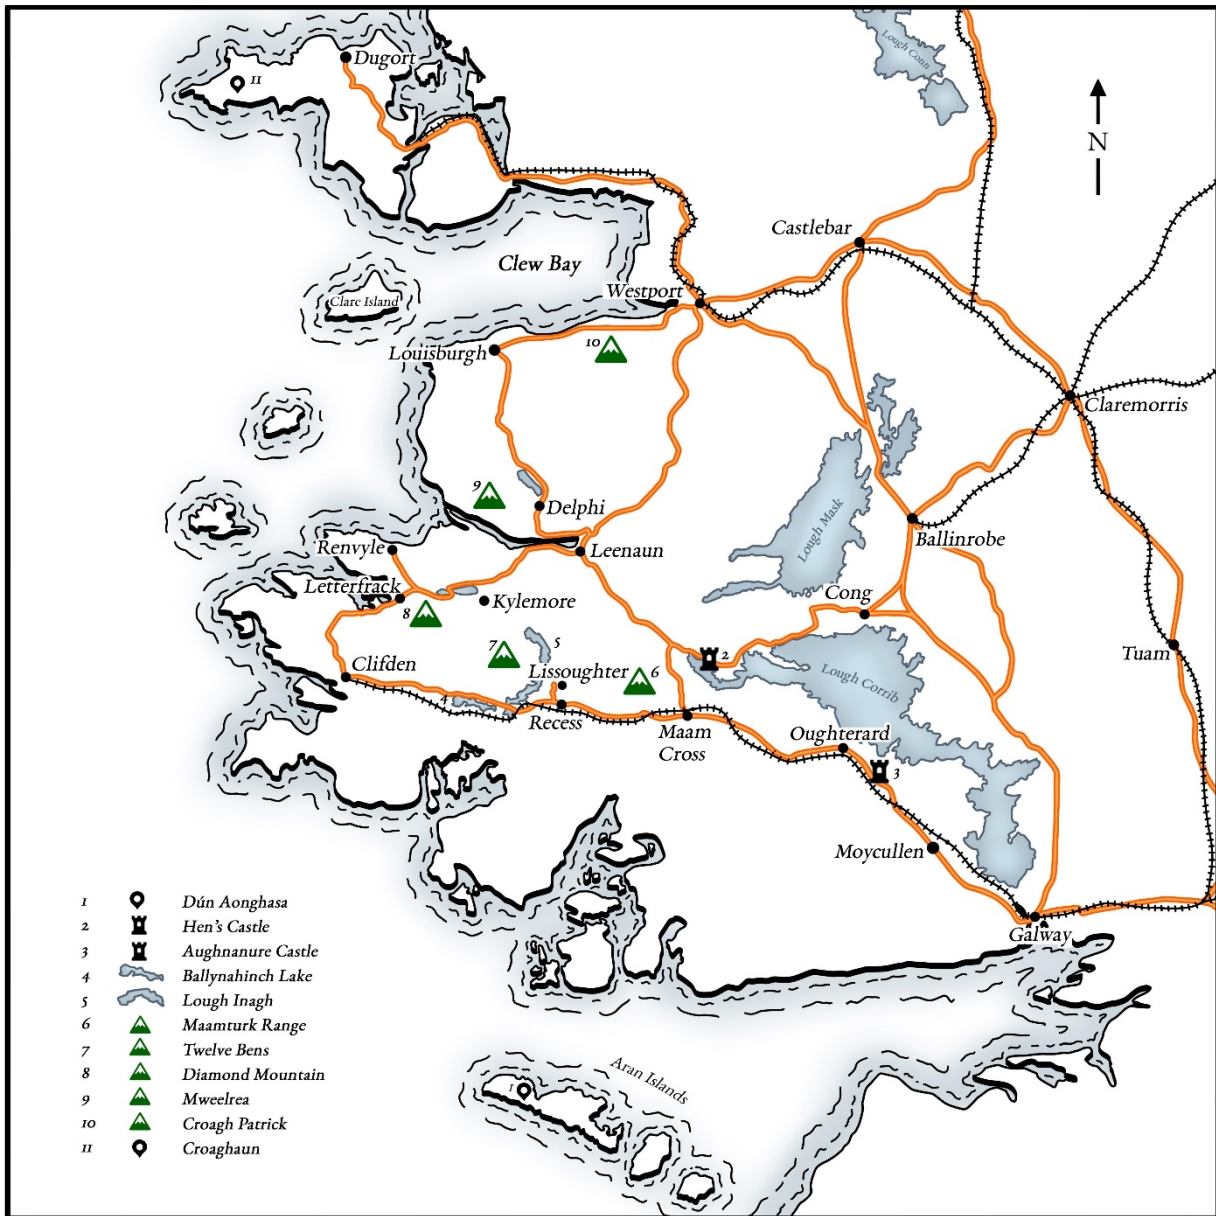 Dugort
11
Lough Conn
N
Castlebar
Clew Bay
Westport
Clare Island
10
Louisburgh
Claremorris
9
Delphi
Lough Mask
Ballinrobe
Renvyle
Leenaun
Letterfrack
Kylemore
Cong
8
7
5
2
Tuam
Clifden
Lissoughter
6
Lough Corrib
4
Recess
Maam
Cross
Oughterard
3
Moycullen
Galway
1 Dún Aonghasa
2 Hen's Castle
3 Aughnanure Castle
4 Ballynahinch Lake
5 Lough Inagh
6 Maamturk Range
7 Twelve Bens
8 Diamond Mountain
9 Mweelrea
10 Croagh Patrick
11 Croaghaun
Aran Islands
1